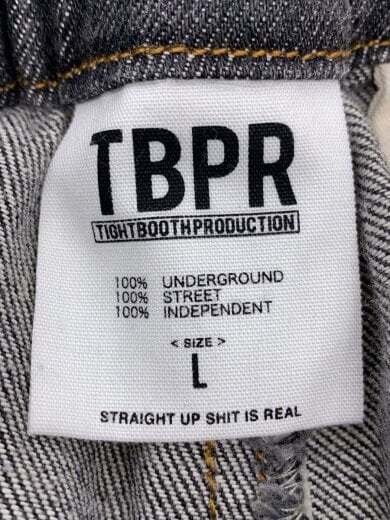 TBPR
TIGHTBOOTHPRODUCTION
100% UNDERGROUND
100% STREET
100% INDEPENDENT
< SIZE >
L
STRAIGHT UP SHIT IS REAL